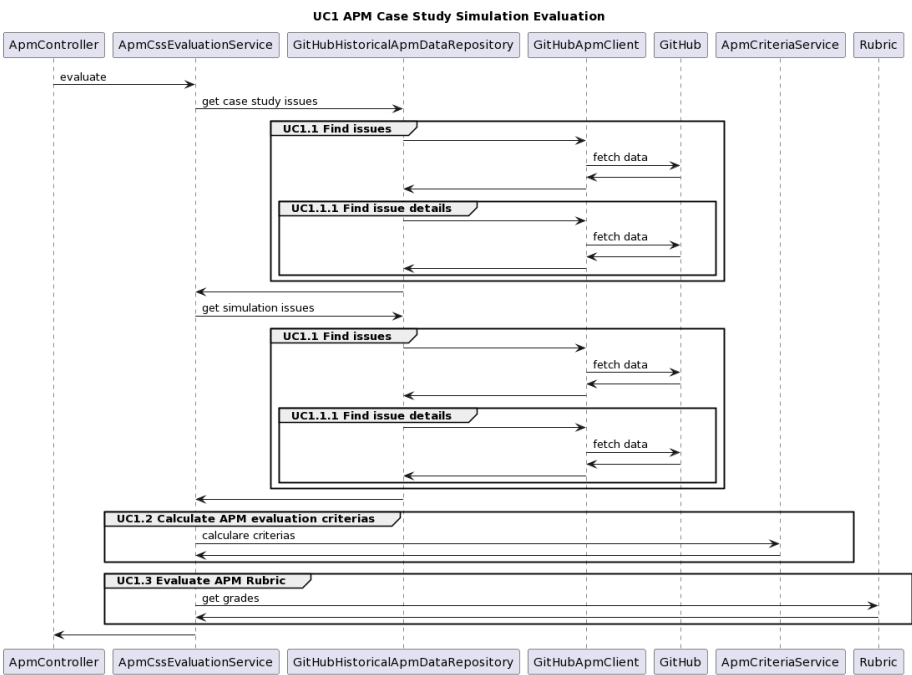 UC1 APM Case Study Simulation Evaluation
ApmController ApmCssEvaluationService GitHubHistoricalApmDataRepository GitHubApmClient GitHub ApmCriteriaService Rubric
evaluate
get case study issues
UC1.1 Find issues
fetch data
UC1.1.1 Find issue details
fetch data
get simulation issues
UC1.1 Find issues
fetch data
UC1.1.1 Find issue details
fetch data
UC1.2 Calculate APM evaluation criterias
calculare criterias
UC1.3 Evaluate APM Rubric
get grades
ApmController ApmCssEvaluationService GitHubHistoricalApmDataRepository GitHubApmClient GitHub ApmCriteriaService Rubric